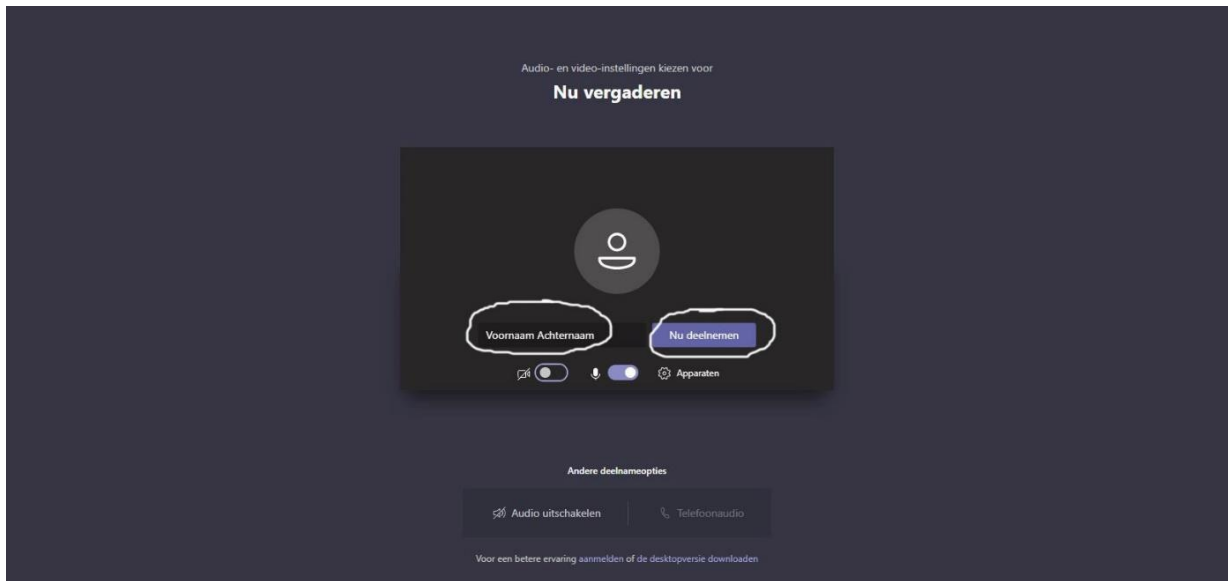 Audio- en video-instellingen kiezen voor
Nu vergaderen
Voornaam Achternaam
Nu deelnemen
Apparaten
Andere deelnameopties
Audio uitschakelen
Telefoonaudio
Voor een betere ervaring aanmelden of de desktopversie downloaden